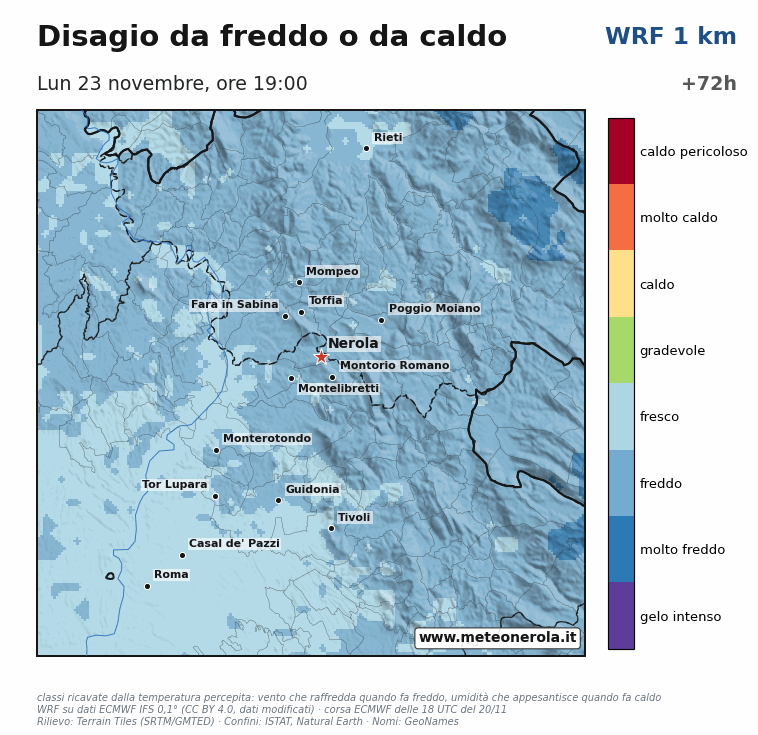 Disagio da freddo o da caldo
WRF 1 km
Lun 23 novembre, ore 19:00
+72h
Rieti
Mompeo
Toffia
Fara in Sabina
Poggio Moiano
Nerola
Montorio Romano
Montelibretti
Monterotondo
Tor Lupara
Guidonia
Tivoli
Casal de' Pazzi
Roma
www.meteonerola.it
caldo pericoloso
molto caldo
caldo
gradevole
fresco
freddo
molto freddo
gelo intenso
classi ricavate dalla temperatura percepita: vento che raffredda quando fa freddo, umidità che appesantisce quando fa caldo
WRF su dati ECMWF IFS 0,1° (CC BY 4.0, dati modificati) · corsa ECMWF delle 18 UTC del 20/11
Rilievo: Terrain Tiles (SRTM/GMTED) · Confini: ISTAT, Natural Earth · Nomi: GeoNames